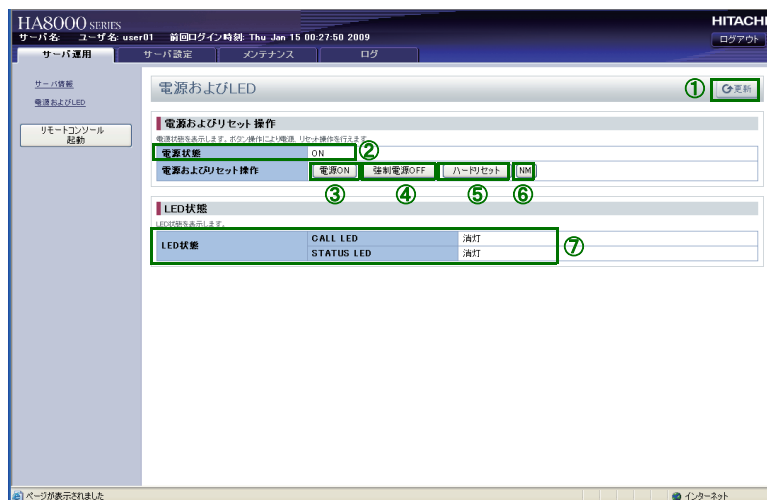 HA8000 SERIES
HITACHI
サーバ名: ユーザ名: user01 前回ログイン時刻: Thu Jan 15 00:27:50 2009
ログアウト
サーバ運用 サーバ設定 メンテナンス ログ
サーバ情報
電源およびLED
リモートコンソール
起動
電源およびLED
① 更新
電源およびリセット操作
電源状態を表示します。ボタン操作により電源、リセット操作を行えます。
電源状態 ON ②
電源およびリセット操作 電源ON 強制電源OFF ハードリセット NM
③ ④ ⑤ ⑥
LED状態
LED状態を表示します。
LED状態 CALL LED 消灯 ⑦
STATUS LED 消灯
ページが表示されました インターネット